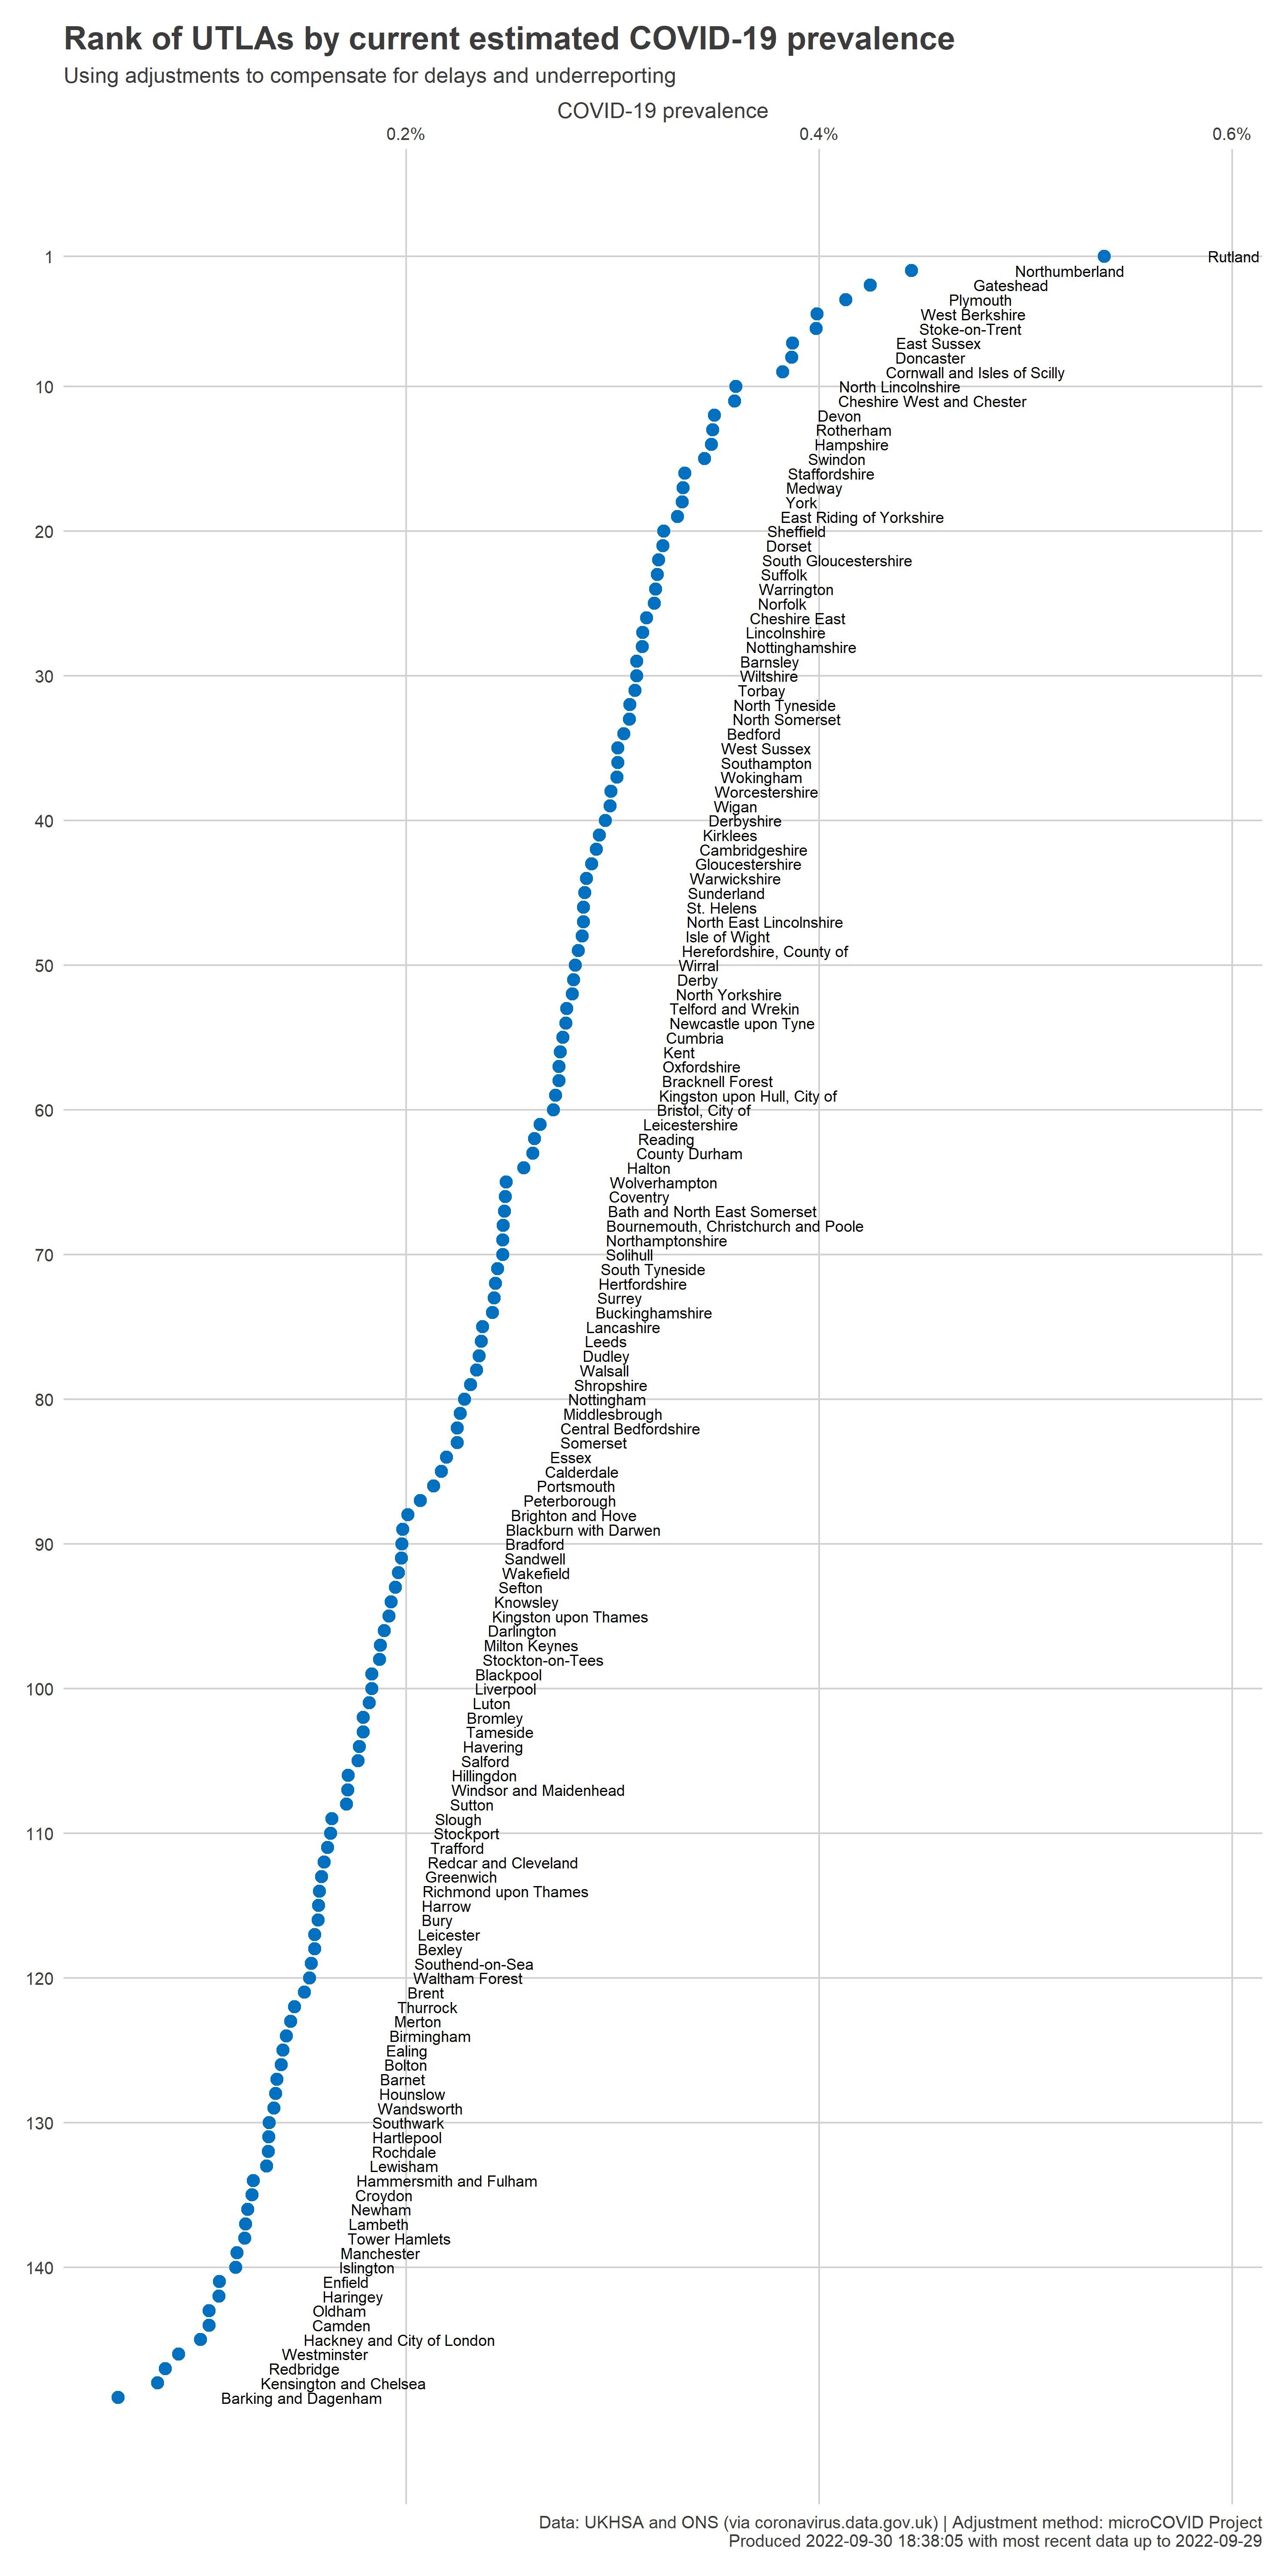 Rank of UTLAs by current estimated COVID-19 prevalence
Using adjustments to compensate for delays and underreporting
COVID-19 prevalence
0.2% 0.4% 0.6%
1 Rutland
Northumberland
Gateshead
Plymouth
West Berkshire
Stoke-on-Trent
East Sussex
Doncaster
Cornwall and Isles of Scilly
10 North Lincolnshire
Cheshire West and Chester
Devon
Rotherham
Hampshire
Swindon
Staffordshire
Medway
York
East Riding of Yorkshire
20 Sheffield
Dorset
South Gloucestershire
Suffolk
Warrington
Norfolk
Cheshire East
Lincolnshire
Nottinghamshire
Barnsley
30 Wiltshire
Torbay
North Tyneside
North Somerset
Bedford
West Sussex
Southampton
Wokingham
Worcestershire
Wigan
40 Derbyshire
Kirklees
Cambridgeshire
Gloucestershire
Warwickshire
Sunderland
St. Helens
North East Lincolnshire
Isle of Wight
Herefordshire, County of
50 Wirral
Derby
North Yorkshire
Telford and Wrekin
Newcastle upon Tyne
Cumbria
Kent
Oxfordshire
Bracknell Forest
Kingston upon Hull, City of
60 Bristol, City of
Leicestershire
Reading
County Durham
Halton
Wolverhampton
Coventry
Bath and North East Somerset
Bournemouth, Christchurch and Poole
Northamptonshire
70 Solihull
South Tyneside
Hertfordshire
Surrey
Buckinghamshire
Lancashire
Leeds
Dudley
Walsall
Shropshire
80 Nottingham
Middlesbrough
Central Bedfordshire
Somerset
Essex
Calderdale
Portsmouth
Peterborough
Brighton and Hove
Blackburn with Darwen
90 Bradford
Sandwell
Wakefield
Sefton
Knowsley
Kingston upon Thames
Darlington
Milton Keynes
Stockton-on-Tees
Blackpool
100 Liverpool
Luton
Bromley
Tameside
Havering
Salford
Hillingdon
Windsor and Maidenhead
Sutton
Slough
110 Stockport
Trafford
Redcar and Cleveland
Greenwich
Richmond upon Thames
Harrow
Bury
Leicester
Bexley
Southend-on-Sea
120 Waltham Forest
Brent
Thurrock
Merton
Birmingham
Ealing
Bolton
Barnet
Hounslow
Wandsworth
130 Southwark
Hartlepool
Rochdale
Lewisham
Hammersmith and Fulham
Croydon
Newham
Lambeth
Tower Hamlets
Manchester
140 Islington
Enfield
Haringey
Oldham
Camden
Hackney and City of London
Westminster
Redbridge
Kensington and Chelsea
Barking and Dagenham
Data: UKHSA and ONS (via coronavirus.data.gov.uk) | Adjustment method: microCOVID Project
Produced 2022-09-30 18:38:05 with most recent data up to 2022-09-29